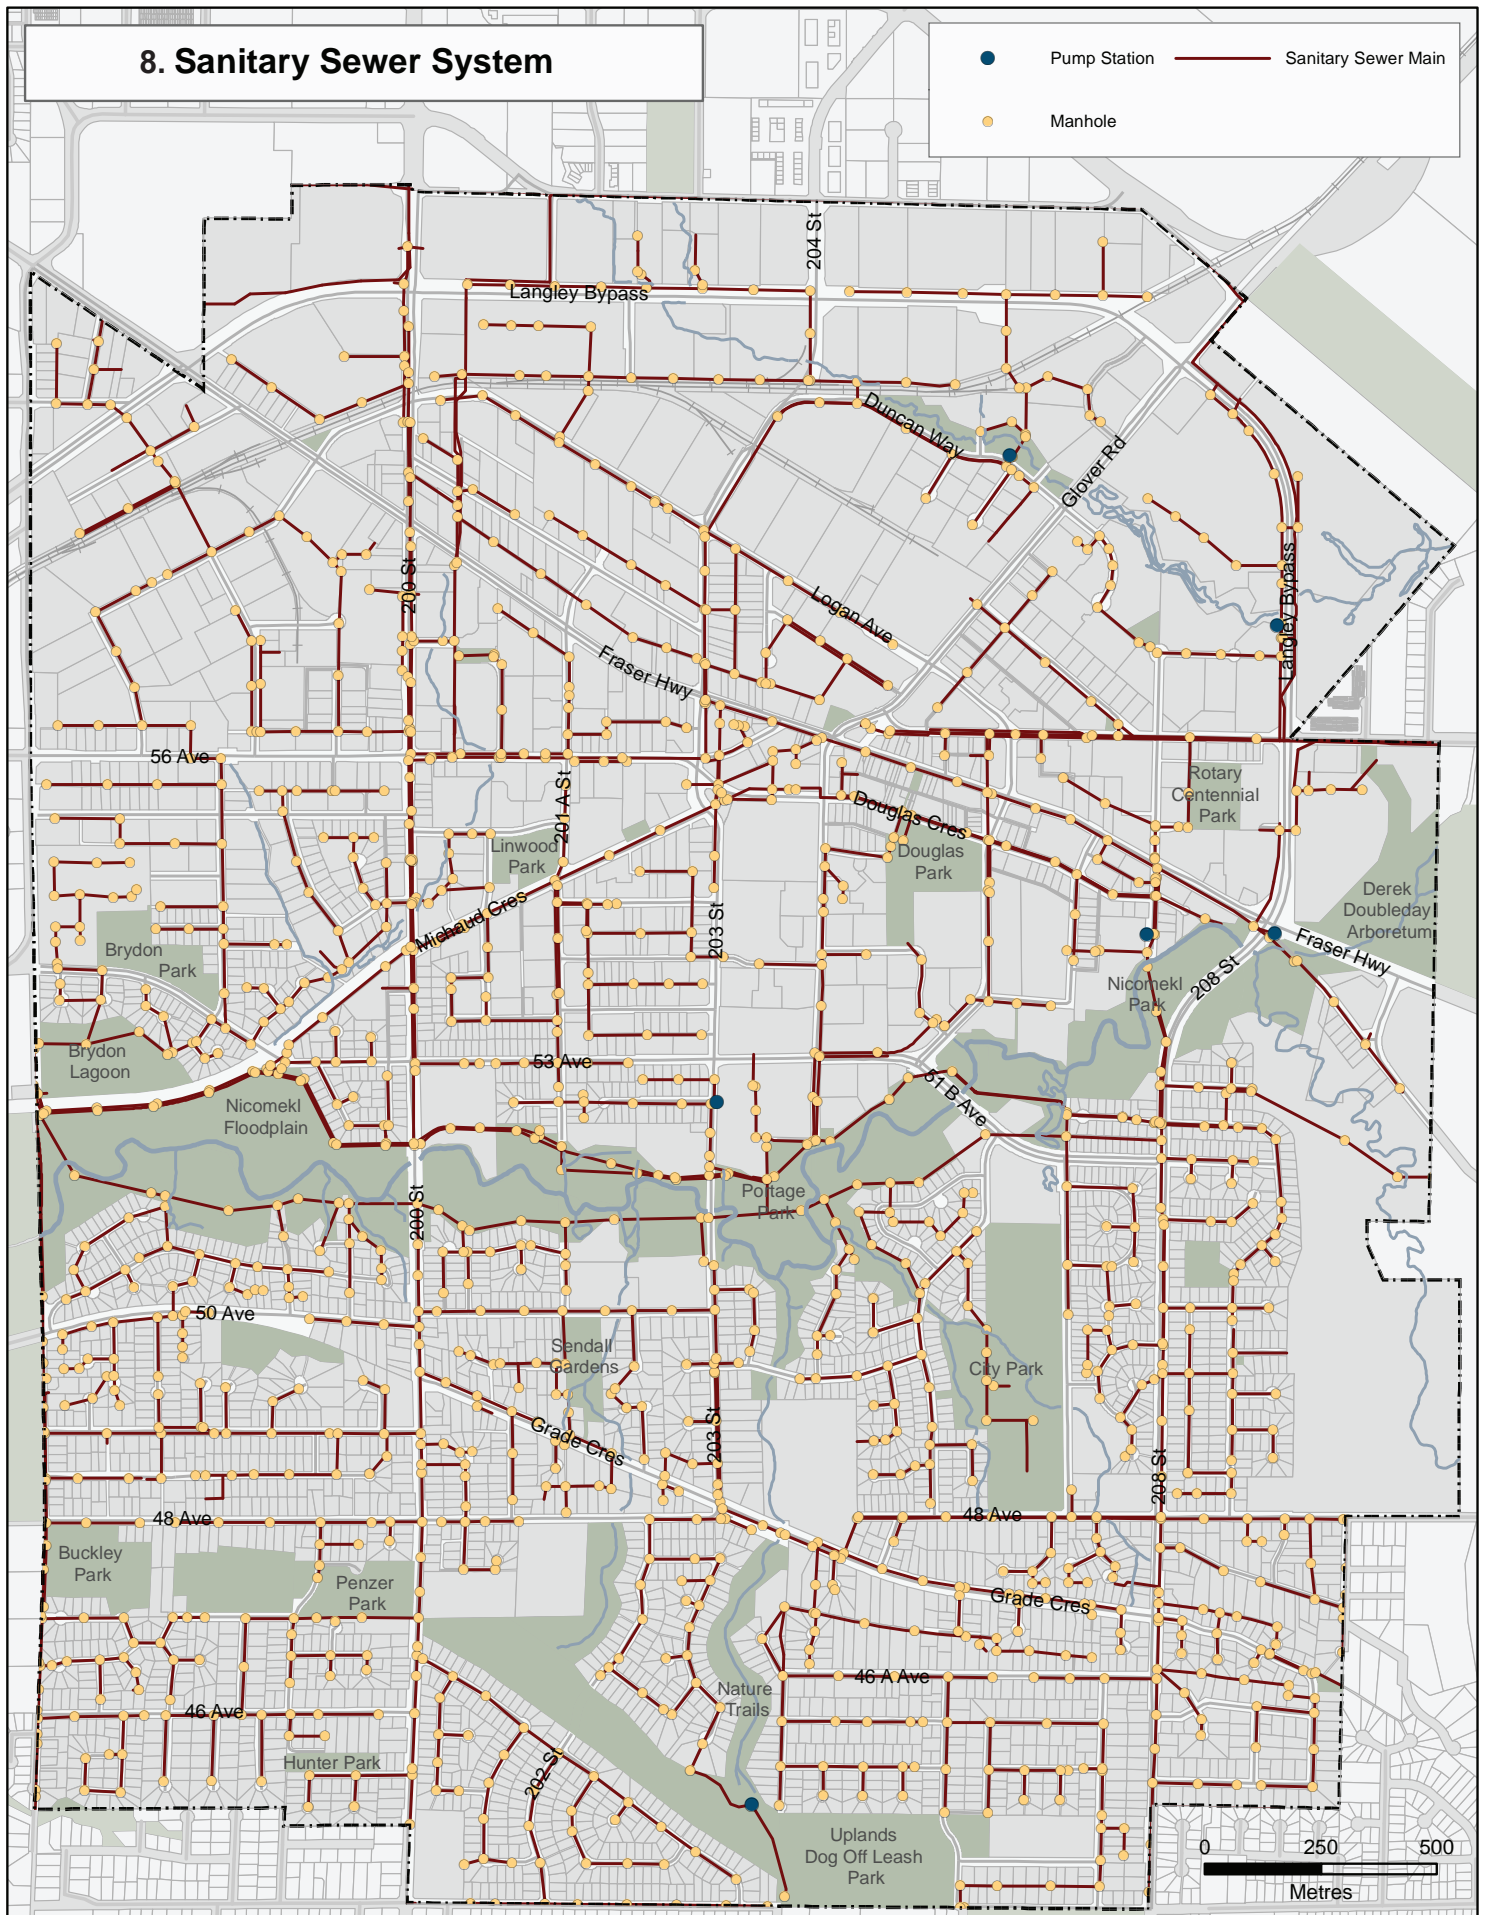 8. Sanitary Sewer System
Pump Station
Sanitary Sewer Main
Manhole
204 St
Langley Bypass
Duncan Way
Glover Rd
200 St
Logan Ave
Langley Bypass
Fraser Hwy
56 Ave
201 A St
Rotary
Centennial
Park
Douglas Cres
Linwood
Park
Douglas
Park
Derek
Doubleday
Arboretum
Michaud Cres
203 St
Brydon
Park
Fraser Hwy
208 St
Nicomekl
Park
Brydon
Lagoon
53 Ave
51 B Ave
Nicomekl
Floodplain
Portage
Park
200 St
50 Ave
Sendall
Gardens
City Park
Grade Cres
203 St
208 St
48 Ave
48 Ave
Buckley
Park
Penzer
Park
Grade Cres
46 A Ave
Nature
Trails
46 Ave
Hunter Park
202 St
Uplands
Dog Off Leash
Park
0 250 500
Metres